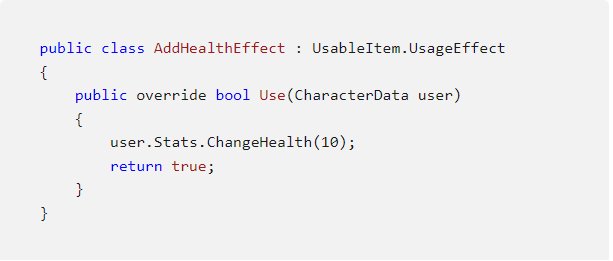 public class AddHealthEffect : UsableItem.UsageEffect
{
    public override bool Use(CharacterData user)
    {
        user.Stats.ChangeHealth(10);
        return true;
    }
}